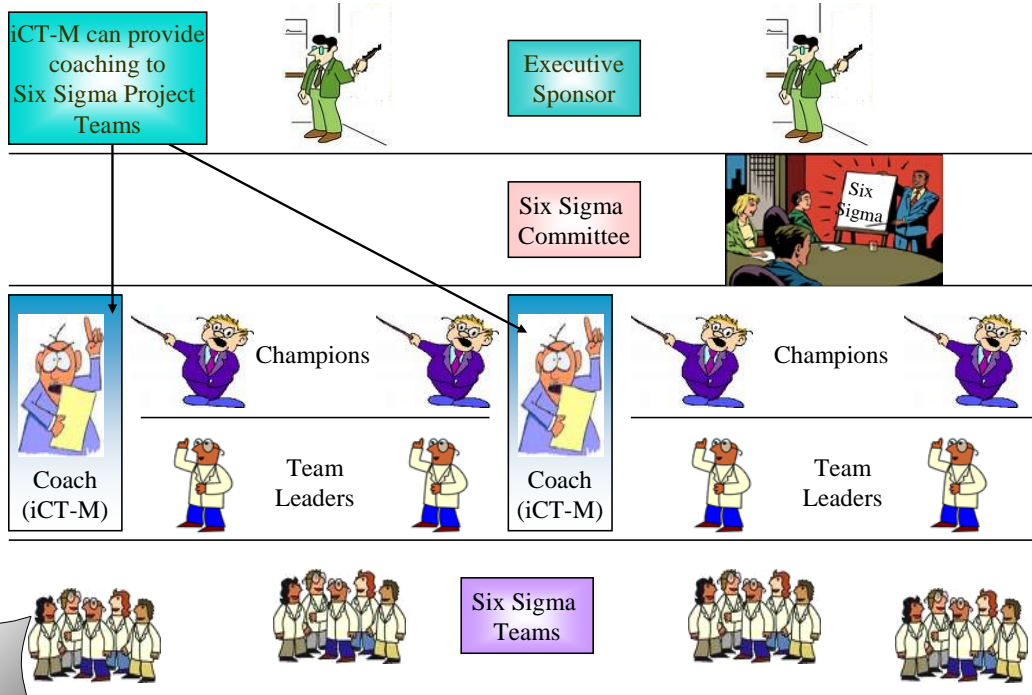 iCT-M can provide
coaching to
Six Sigma Project
Teams
Executive
Sponsor
Six Sigma
Committee
Six
Sigma
Coach
(iCT-M)
Champions
Team
Leaders
Coach
(iCT-M)
Champions
Team
Leaders
Six Sigma
Teams